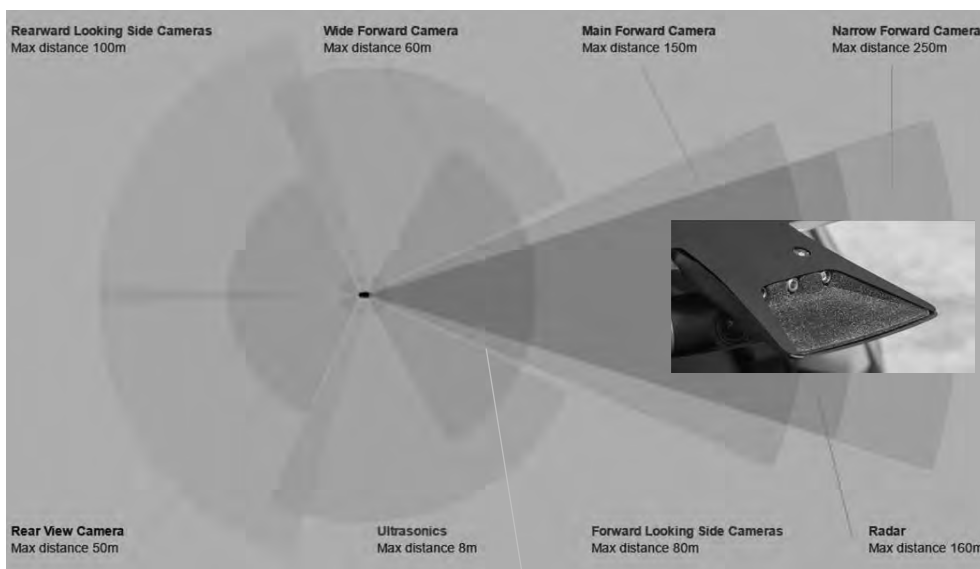 Rearward Looking Side Cameras
Max distance 100m
Wide Forward Camera
Max distance 60m
Main Forward Camera
Max distance 150m
Narrow Forward Camera
Max distance 250m
Rear View Camera
Max distance 50m
Ultrasonics
Max distance 8m
Forward Looking Side Cameras
Max distance 80m
Radar
Max distance 160m